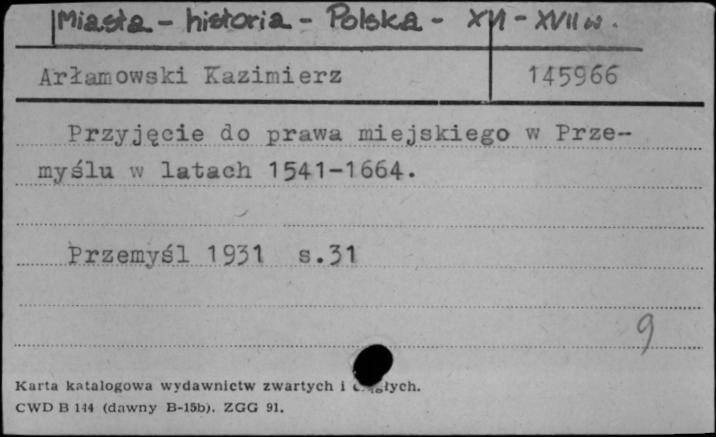 Miasta - historia - Polska - XVI - XVII w.
Arłamowski Kazimierz 145966
Przyjęcie do prawa miejskiego w Prze-
myślu w latach 1541-1664.
Przemyśl 1931 s.31
9
Karta katalogowa wydawnictw zwartych i
CWD B 144 (dawny B-15b). ZGG 91.